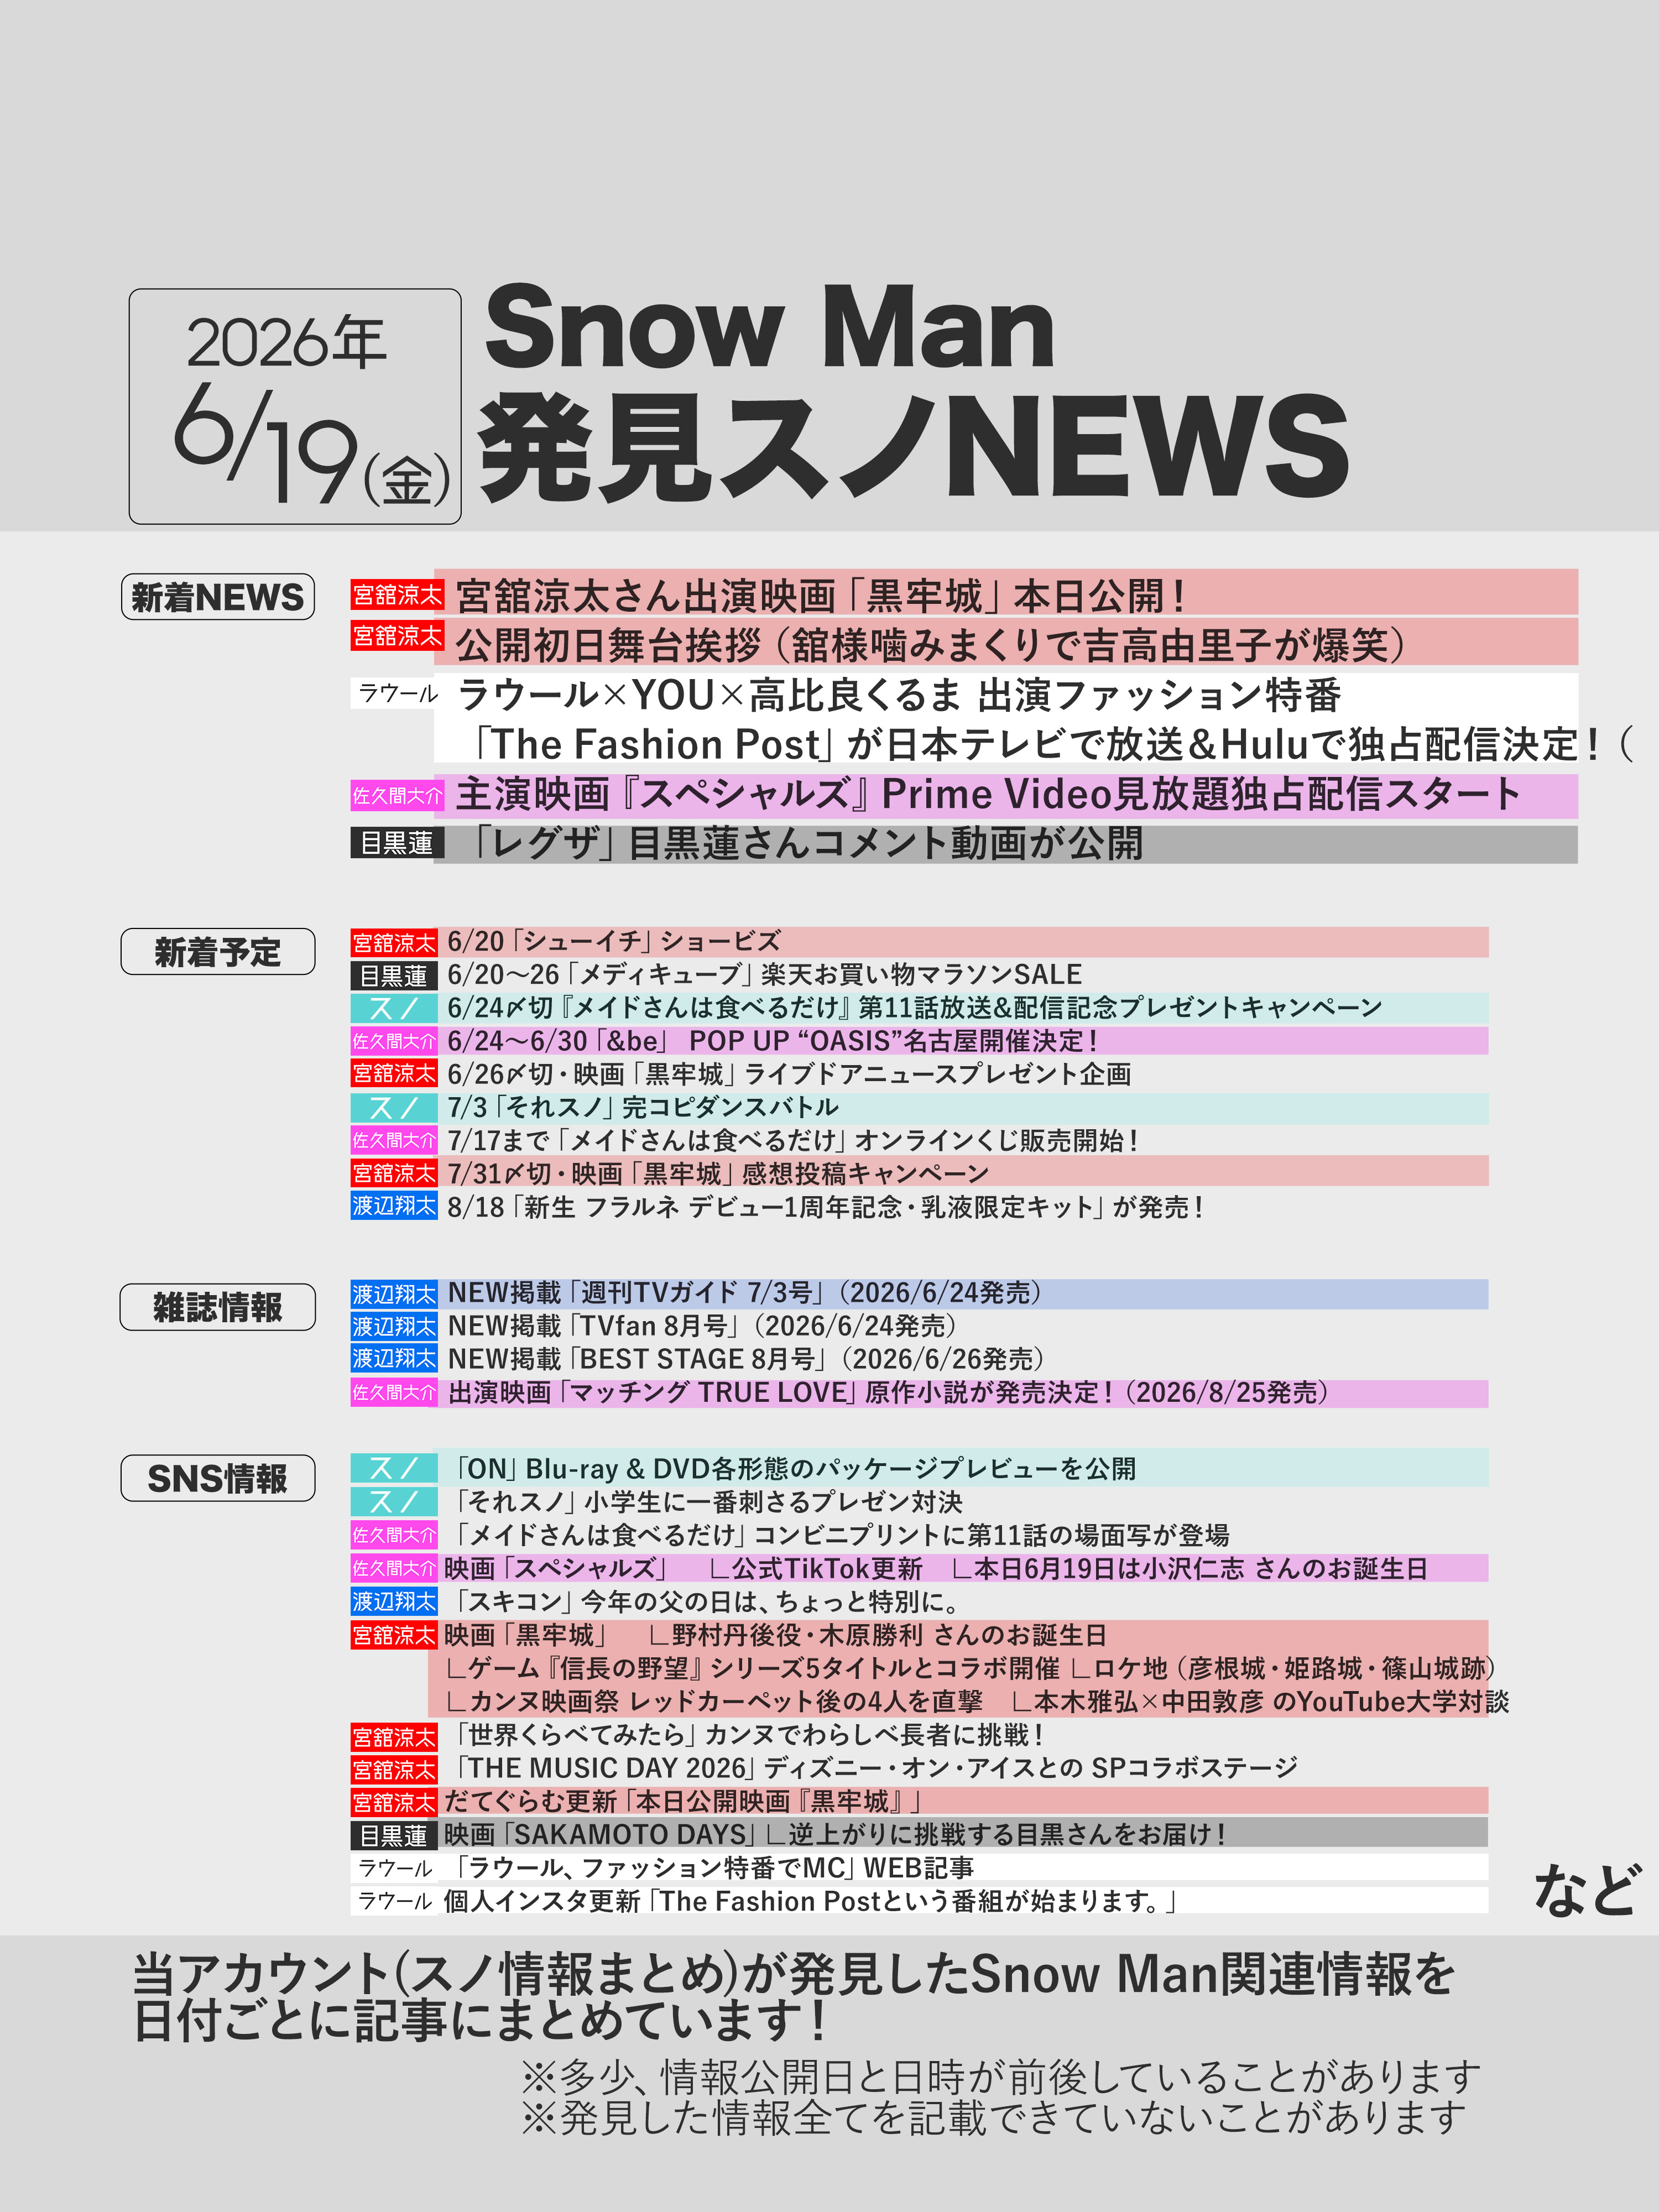 2026年
6/19(金)
Snow Man
発見スノNEWS
新着NEWS
宮舘涼太 宮舘涼太さん出演映画「黒牢城」本日公開！
宮舘涼太 公開初日舞台挨拶（舘様噛みまくりで吉高由里子が爆笑）
ラウール ラウール×YOU×高比良くるま 出演ファッション特番
「The Fashion Post」が日本テレビで放送＆Huluで独占配信決定！（
佐久間大介 主演映画『スペシャルズ』Prime Video見放題独占配信スタート
目黒蓮 「レグザ」目黒蓮さんコメント動画が公開
新着予定
宮舘涼太 6/20「シューイチ」ショービズ
目黒蓮 6/20～26「メディキューブ」楽天お買い物マラソンSALE
スノ 6/24〆切『メイドさんは食べるだけ』第11話放送&配信記念プレゼントキャンペーン
佐久間大介 6/24～6/30「&be」 POP UP “OASIS”名古屋開催決定！
宮舘涼太 6/26〆切・映画「黒牢城」ライブドアニュースプレゼント企画
スノ 7/3「それスノ」完コピダンスバトル
佐久間大介 7/17まで「メイドさんは食べるだけ」オンラインくじ販売開始！
宮舘涼太 7/31〆切・映画「黒牢城」感想投稿キャンペーン
渡辺翔太 8/18「新生 フラルネ デビュー1周年記念・乳液限定キット」が発売！
雑誌情報
渡辺翔太 NEW掲載「週刊TVガイド 7/3号」（2026/6/24発売）
渡辺翔太 NEW掲載「TVfan 8月号」（2026/6/24発売）
渡辺翔太 NEW掲載「BEST STAGE 8月号」（2026/6/26発売）
佐久間大介 出演映画「マッチング TRUE LOVE」原作小説が発売決定！（2026/8/25発売）
SNS情報
スノ 「ON」Blu-ray & DVD各形態のパッケージプレビューを公開
スノ 「それスノ」小学生に一番刺さるプレゼン対決
佐久間大介 「メイドさんは食べるだけ」コンビニプリントに第11話の場面写が登場
佐久間大介 映画「スペシャルズ」 ∟公式TikTok更新 ∟本日6月19日は小沢仁志 さんのお誕生日
渡辺翔太 「スキコン」今年の父の日は、ちょっと特別に。
宮舘涼太 映画「黒牢城」 ∟野村丹後役・木原勝利 さんのお誕生日
∟ゲーム『信長の野望』シリーズ5タイトルとコラボ開催 ∟ロケ地（彦根城・姫路城・篠山城跡）
∟カンヌ映画祭 レッドカーペット後の4人を直撃 ∟本木雅弘×中田敦彦 のYouTube大学対談
宮舘涼太 「世界くらべてみたら」カンヌでわらしべ長者に挑戦！
宮舘涼太 「THE MUSIC DAY 2026」ディズニー・オン・アイスとの SPコラボステージ
宮舘涼太 だてぐらむ更新「本日公開映画『黒牢城』」
目黒蓮 映画「SAKAMOTO DAYS」∟逆上がりに挑戦する目黒さんをお届け！
ラウール 「ラウール、ファッション特番でMC」WEB記事
ラウール 個人インスタ更新「The Fashion Postという番組が始まります。」
など
当アカウント(スノ情報まとめ)が発見したSnow Man関連情報を
日付ごとに記事にまとめています！
※多少、情報公開日と日時が前後していることがあります
※発見した情報全てを記載できていないことがあります